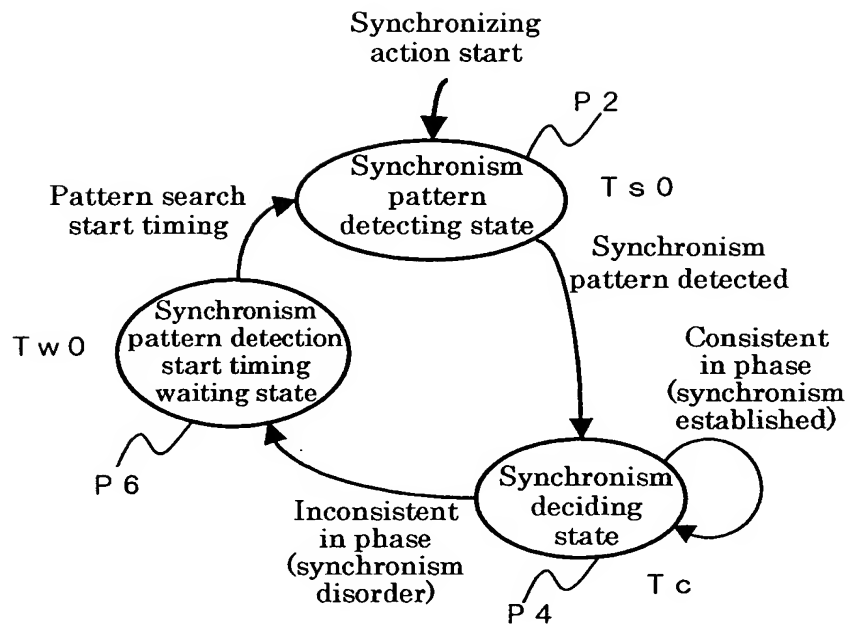 Synchronizing
action start
P 2
Synchronism
pattern
detecting state
T s 0
Pattern search
start timing
Synchronism
pattern detected
Synchronism
pattern detection
start timing
waiting state
T w 0
Consistent
in phase
(synchronism
established)
P 6
Synchronism
deciding
state
Inconsistent
in phase
(synchronism
disorder)
P 4
T c